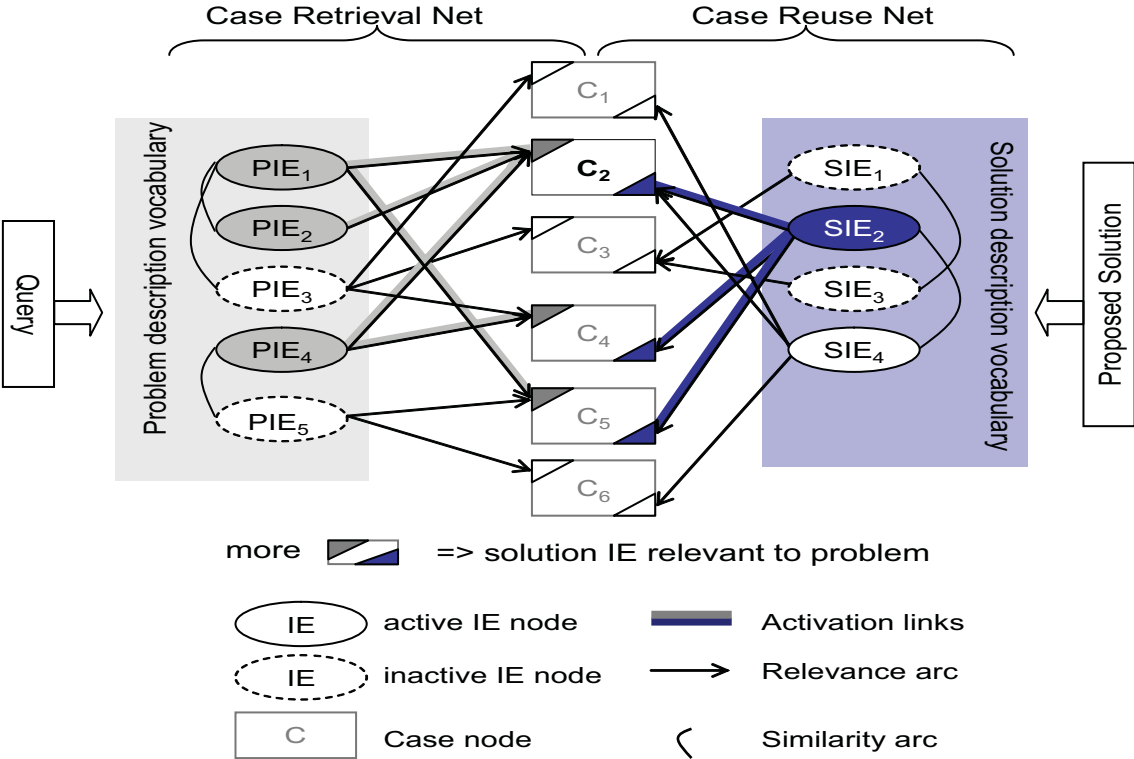 Case Retrieval Net
Case Reuse Net
Query
Problem description vocabulary
PIE1
PIE2
PIE3
PIE4
PIE5
C1
C2
C3
C4
C5
C6
SIE1
SIE2
SIE3
SIE4
Solution description vocabulary
Proposed Solution
more => solution IE relevant to problem
IE active IE node
Activation links
IE inactive IE node
Relevance arc
C Case node
Similarity arc